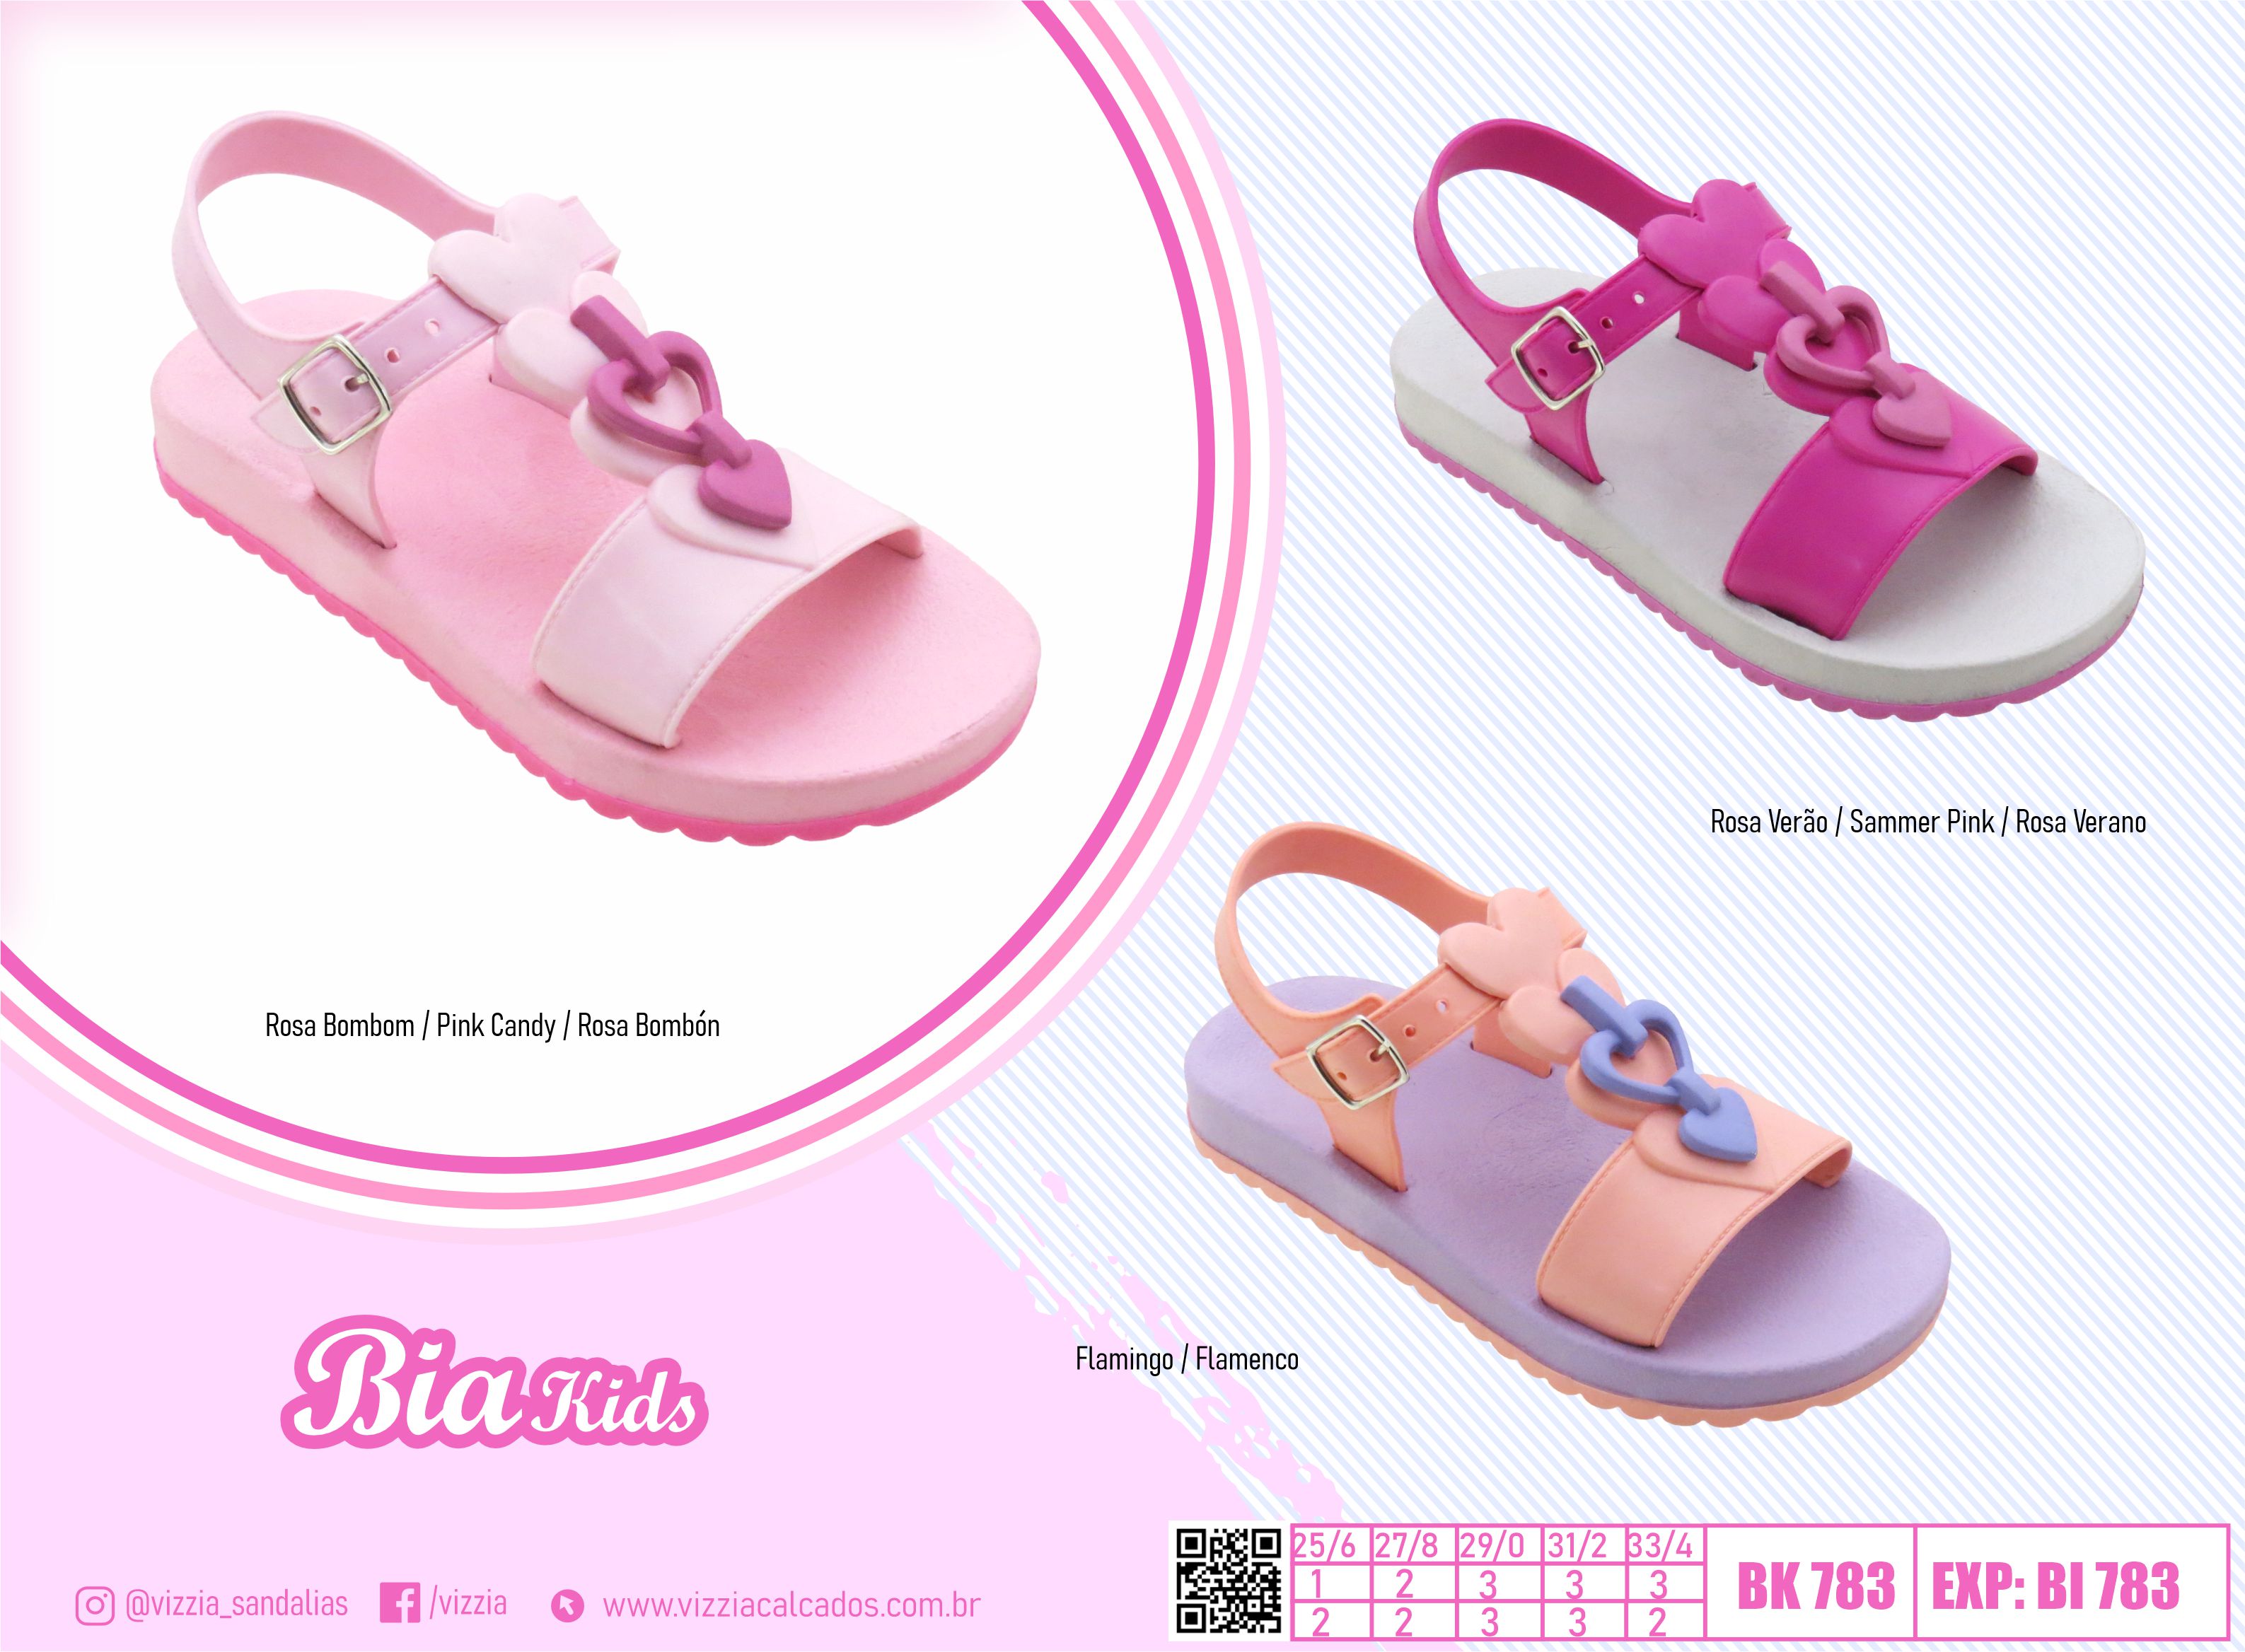 Rosa Verão / Sammer Pink / Rosa Verano
Rosa Bombom / Pink Candy / Rosa Bombón
Flamingo / Flamenco
Bia Kids
@vizzia_sandalias /vizzia www.vizziacalcados.com.br
25/6 27/8 29/0 31/2 33/4
1 2 3 3 3
2 2 3 3 2
BK 783 EXP: BI 783